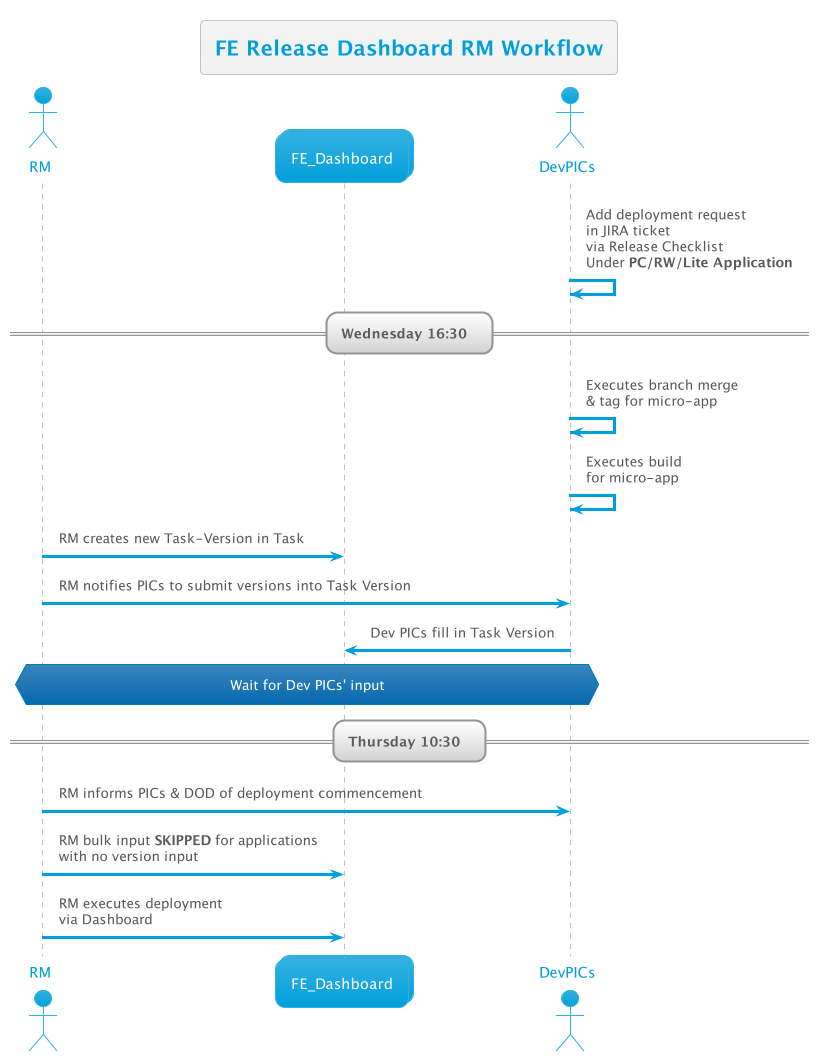 FE Release Dashboard RM Workflow
RM
FE_Dashboard
DevPICs
Add deployment request
in JIRA ticket
via Release Checklist
Under PC/RW/Lite Application
Wednesday 16:30
Executes branch merge
& tag for micro-app
Executes build
for micro-app
RM creates new Task-Version in Task
RM notifies PICs to submit versions into Task Version
Dev PICs fill in Task Version
Wait for Dev PICs' input
Thursday 10:30
RM informs PICs & DOD of deployment commencement
RM bulk input SKIPPED for applications
with no version input
RM executes deployment
via Dashboard
RM
FE_Dashboard
DevPICs